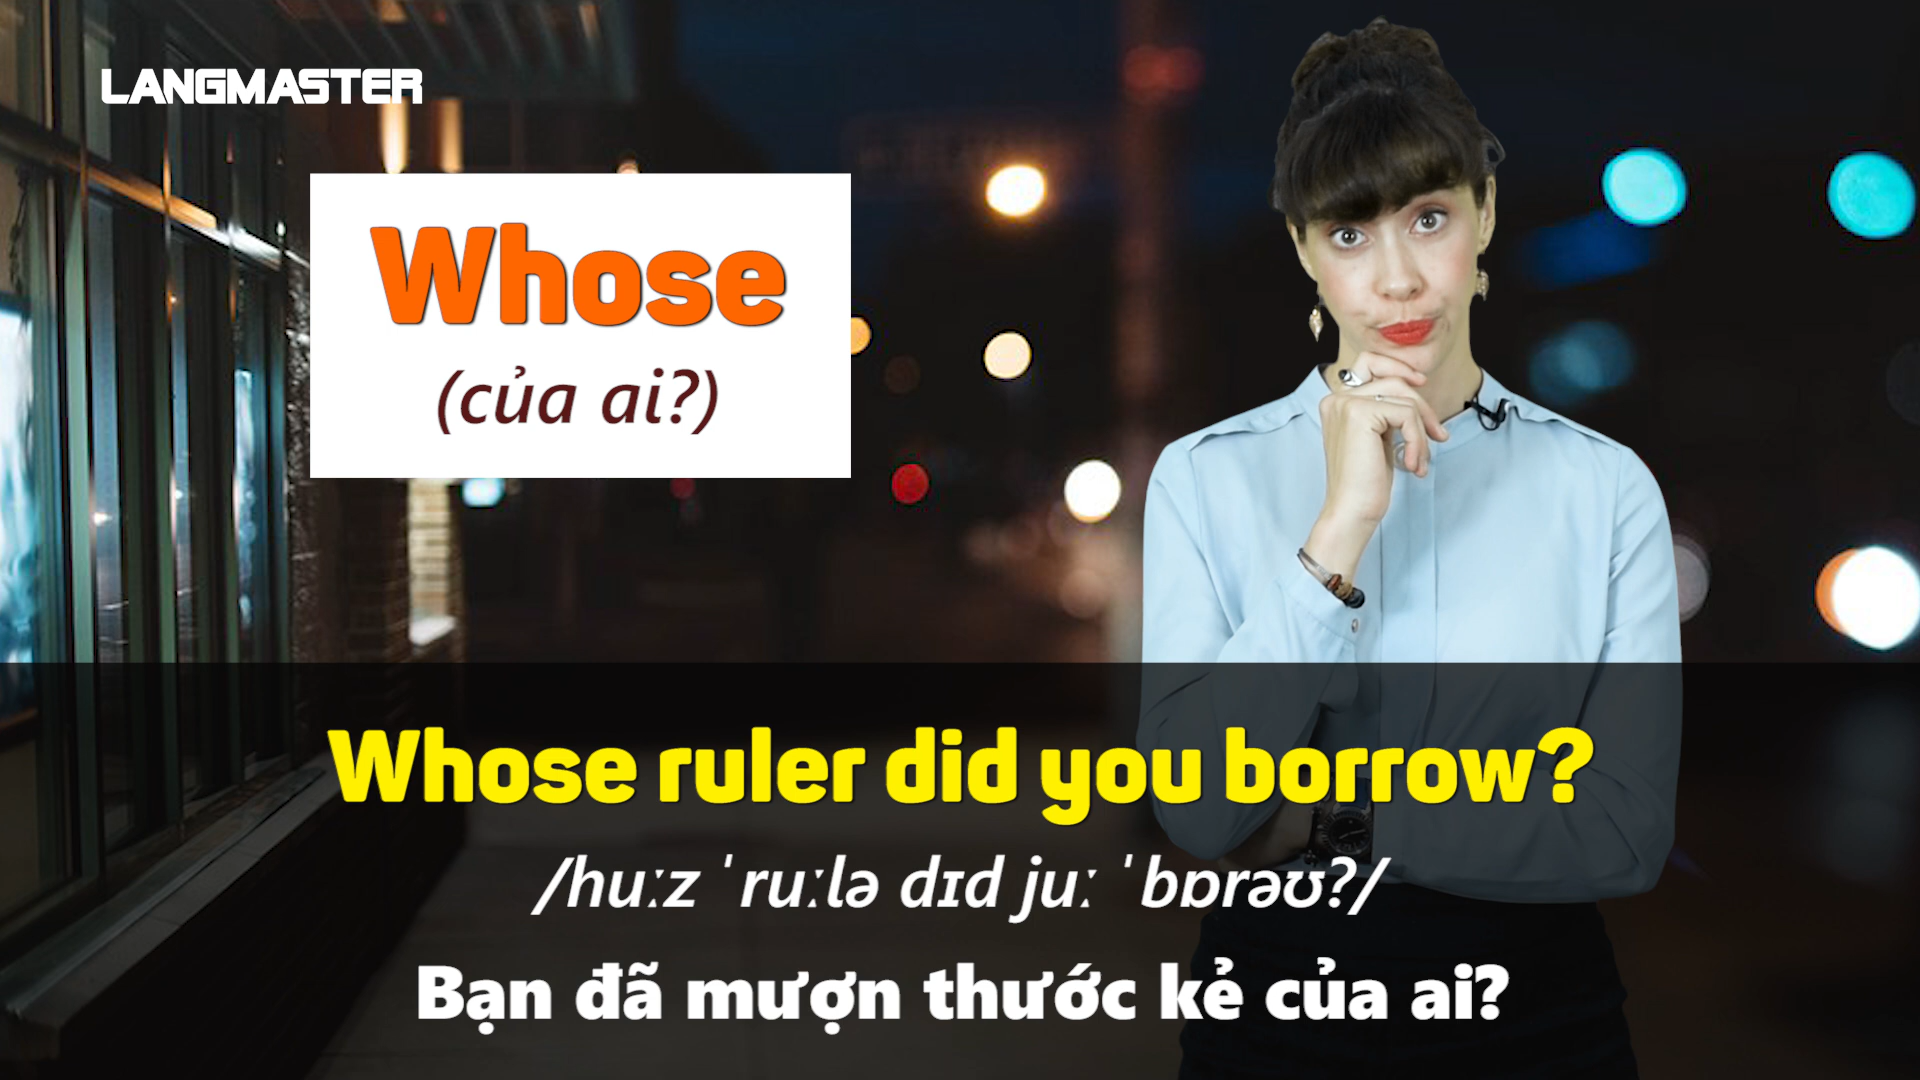 LANGMASTER
Whose
(của ai?)
Whose ruler did you borrow?
/huːz ˈruːlə dɪd juː ˈbɒrəʊ?/
Bạn đã mượn thước kẻ của ai?